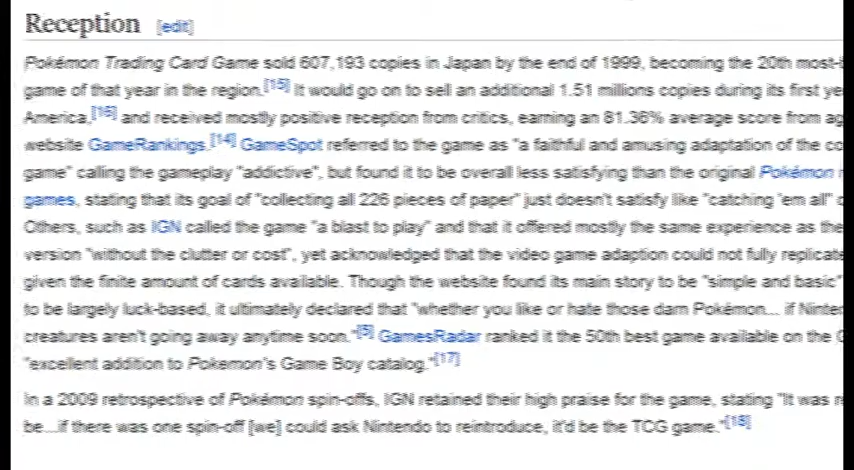 Reception [edit]
Pokémon Trading Card Game sold 607,193 copies in Japan by the end of 1999, becoming the 20th most-
game of that year in the region.[15] It would go on to sell an additional 1.51 millions copies during its first
America,[16] and received mostly positive reception from critics, earning an 81.36% average score from
website GameRankings.[14] GameSpot referred to the game as "a faithful and amusing adaptation of the
game" calling the gameplay "addictive", but found it to be overall less satisfying than the original Pokémon
games, stating that its goal of "collecting all 226 pieces of paper" just doesn't satisfy like "catching 'em all"
Others, such as IGN called the game "a blast to play" and that it offered mostly the same experience as the
version "without the clutter or cost", yet acknowledged that the video game adaption could not fully replicate
given the finite amount of cards available. Though the website found its main story to be "simple and basic"
to be largely luck-based, it ultimately declared that "whether you like or hate those darn Pokémon... if
creatures aren't going away anytime soon."[5] GamesRadar ranked it the 50th best game available on the
"excellent addition to Pokemon's Game Boy catalog."[17]
In a 2009 retrospective of Pokémon spin-offs, IGN retained their high praise for the game, stating "It was
be...if there was one spin-off [we] could ask Nintendo to reintroduce, it'd be the TCG game."[18]